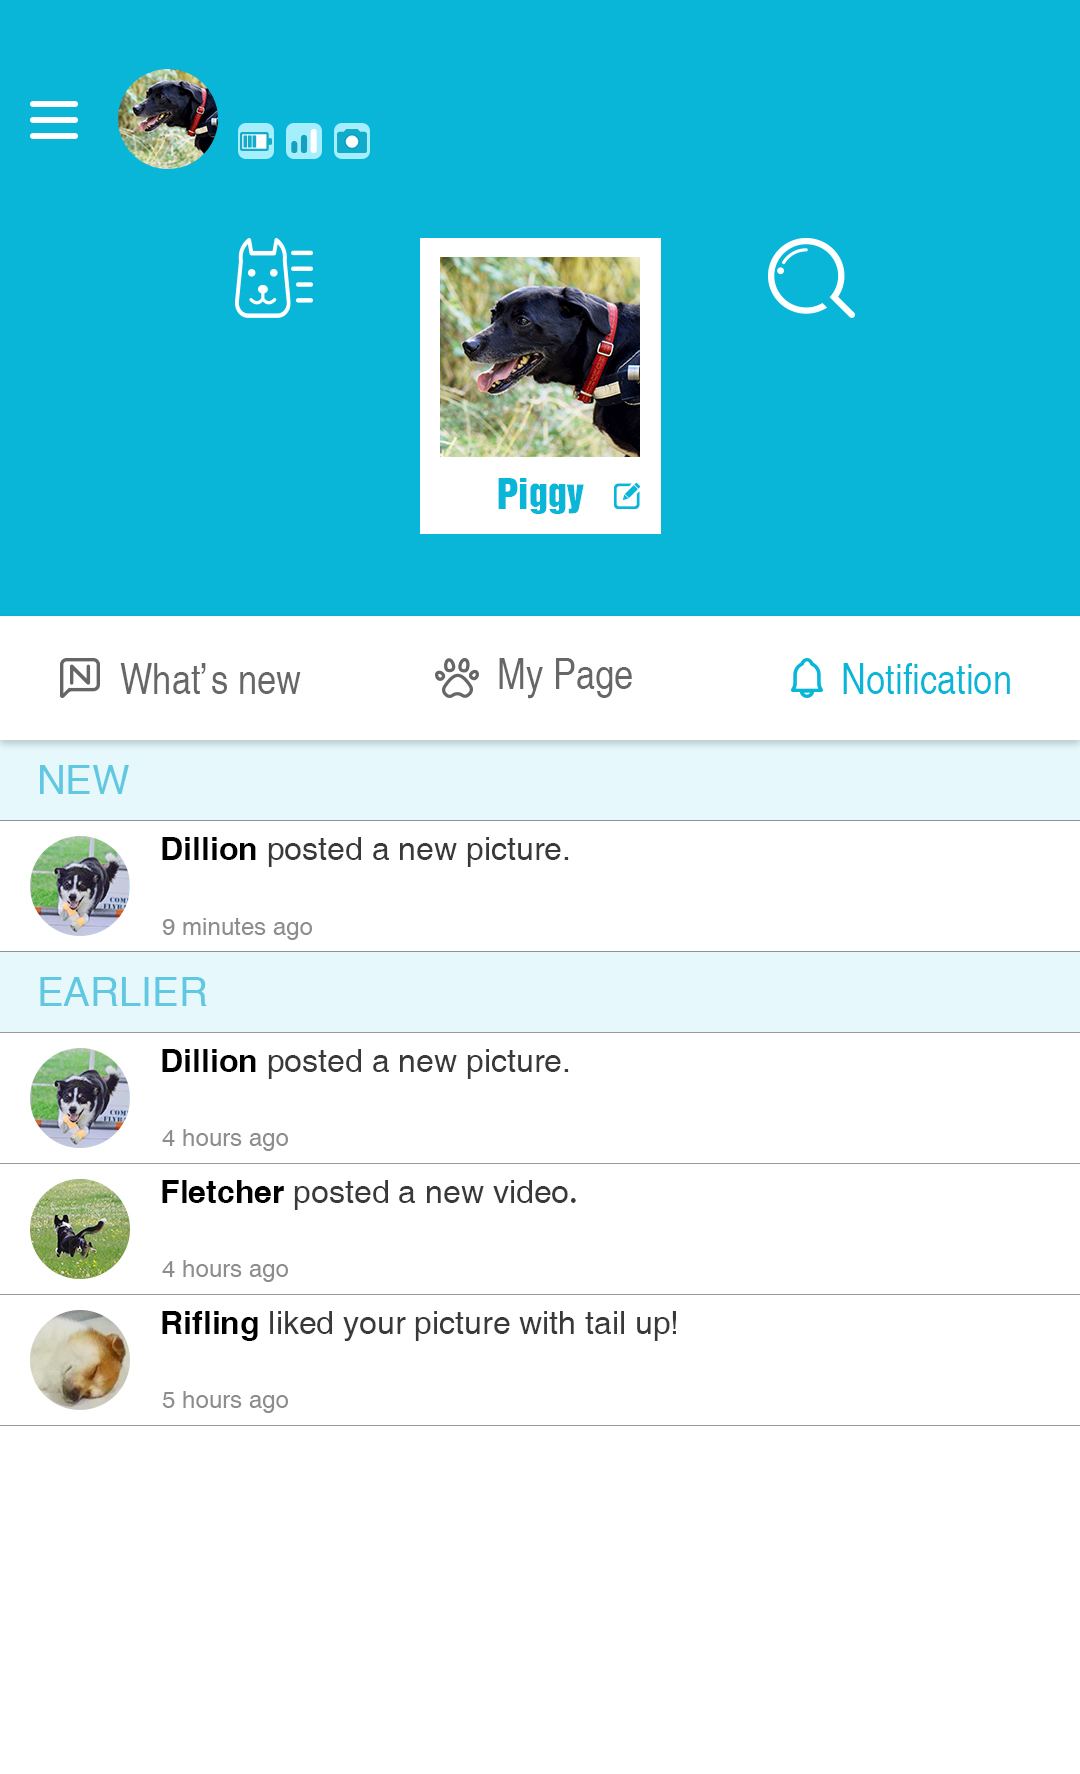 Piggy
What's new
My Page
Notification
NEW
Dillion posted a new picture.
9 minutes ago
EARLIER
Dillion posted a new picture.
4 hours ago
Fletcher posted a new video.
4 hours ago
Rifling liked your picture with tail up!
5 hours ago